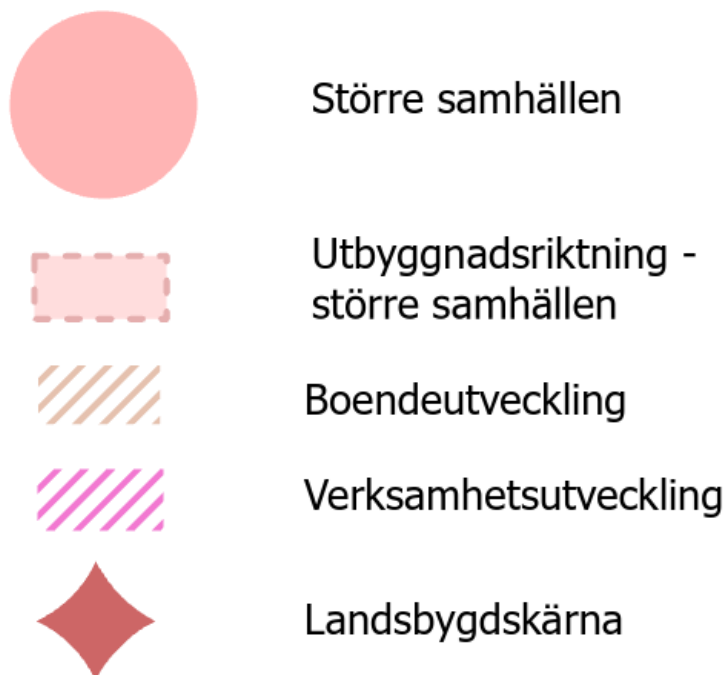 Större samhällen
Utbyggnadsriktning -
större samhällen
Boendeutveckling
Verksamhetsutveckling
Landsbygdskärna